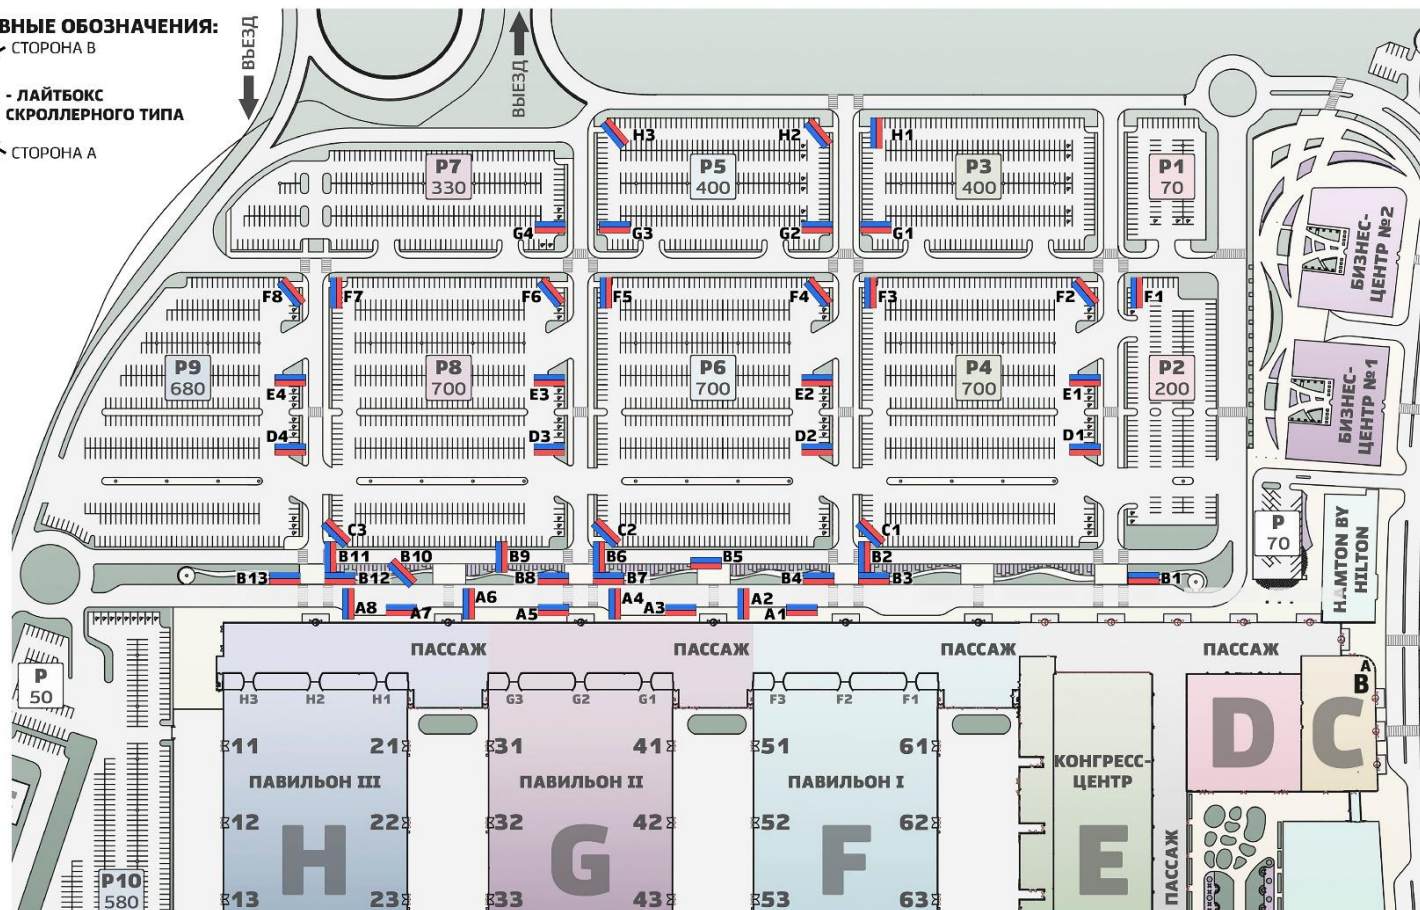 ВНЫЕ ОБОЗНАЧЕНИЯ:
СТОРОНА В
- ЛАЙТБОКС
СКРОЛЛЕРНОГО ТИПА
СТОРОНА А
ВЪЕЗД
ВЫЕЗД
H3
H2
H1
P7
330
P5
400
P3
400
P1
70
G4
G3
G2
G1
БИЗНЕС-
ЦЕНТР №2
F8
F7
F6
F5
F4
F3
F2
F1
P9
680
P8
700
P6
700
P4
700
P2
200
E4
E3
E2
E1
БИЗНЕС-
ЦЕНТР №1
D4
D3
D2
D1
C3
C2
C1
P
70
HAMTON BY
HILTON
B11
B10
B9
B6
B5
B2
B13
B12
B8
B7
B4
B3
B1
A8
A7
A6
A5
A4
A3
A2
A1
ПАССАЖ
ПАССАЖ
ПАССАЖ
ПАССАЖ
P
50
A
B
H3
H2
H1
G3
G2
G1
F3
F2
F1
D
C
11
21
31
41
51
61
ПАВИЛЬОН III
ПАВИЛЬОН II
ПАВИЛЬОН I
КОНГРЕСС-
ЦЕНТР
12
22
32
42
52
62
H
G
F
E
ПАССАЖ
P10
580
13
23
33
43
53
63